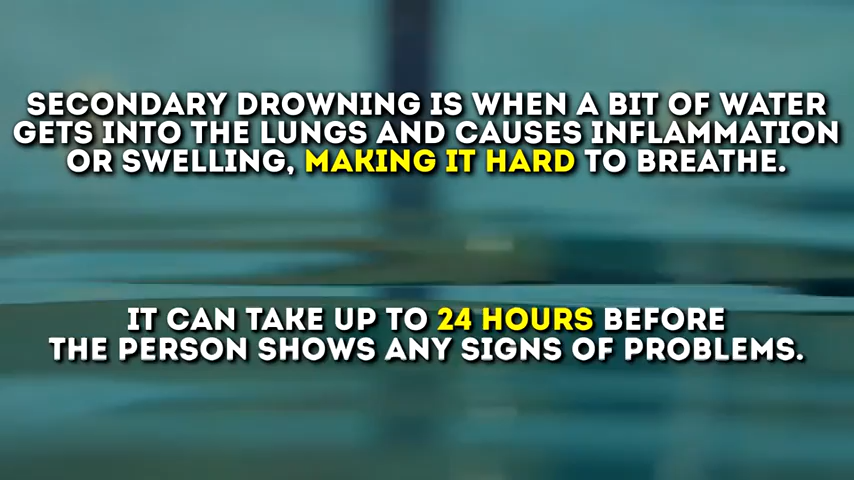 SECONDARY DROWNING IS WHEN A BIT OF WATER
GETS INTO THE LUNGS AND CAUSES INFLAMMATION
OR SWELLING, MAKING IT HARD TO BREATHE.
IT CAN TAKE UP TO 24 HOURS BEFORE
THE PERSON SHOWS ANY SIGNS OF PROBLEMS.